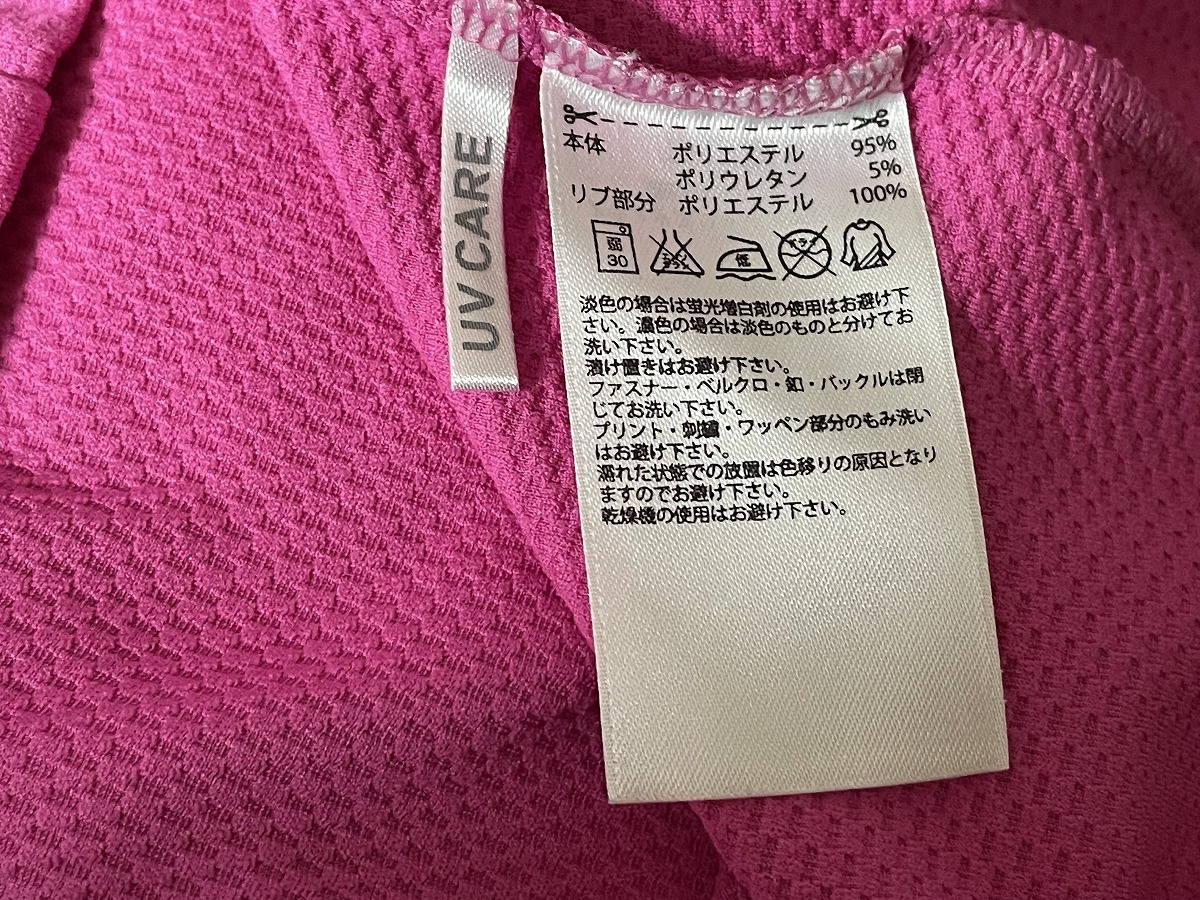 UV CARE
本体 ポリエステル 95%
ポリウレタン 5%
リブ部分 ポリエステル 100%
弱 30 エンソサラシ 低 ドライ
淡色の場合は蛍光増白剤の使用はお避け下
さい。濃色の場合は淡色のものと分けてお
洗い下さい。
漬け置きはお避け下さい。
ファスナー・ベルクロ・釦・バックルは閉
じてお洗い下さい。
プリント・刺繍・ワッペン部分のもみ洗い
はお避け下さい。
濡れた状態での放置は色移りの原因となり
ますのでお避け下さい。
乾燥機の使用はお避け下さい。